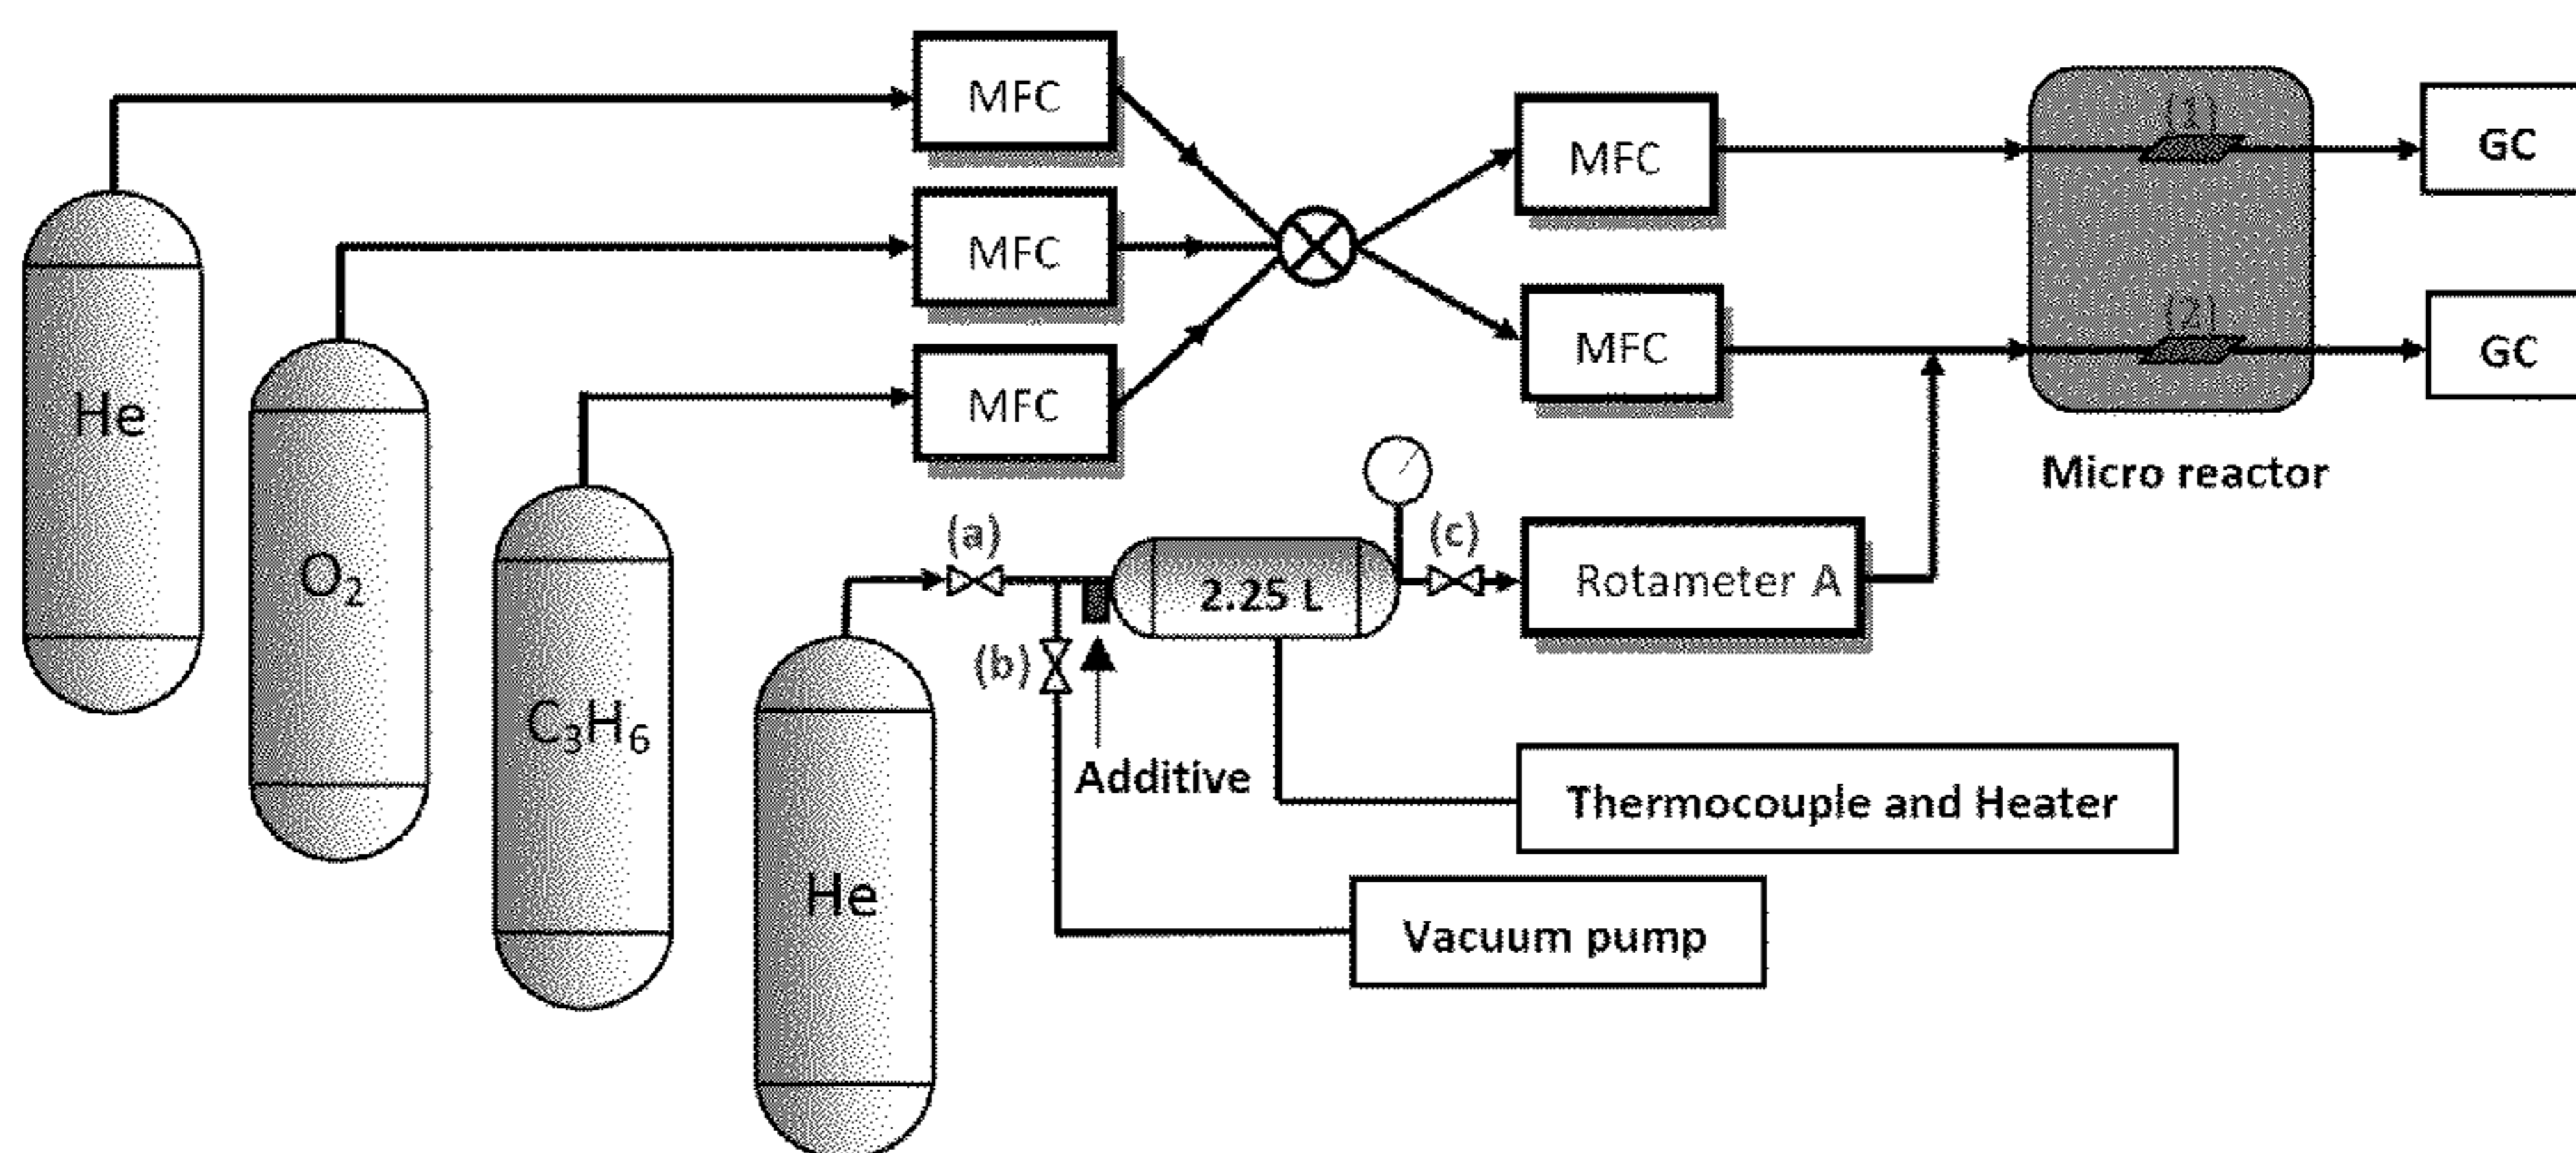 MFC
MFC
MFC
MFC
MFC
(1)
(2)
GC
GC
Micro reactor
He
O₂
C₃H₆
He
(a)
(b)
(c)
2.25 L
Rotameter A
Additive
Thermocouple and Heater
Vacuum pump